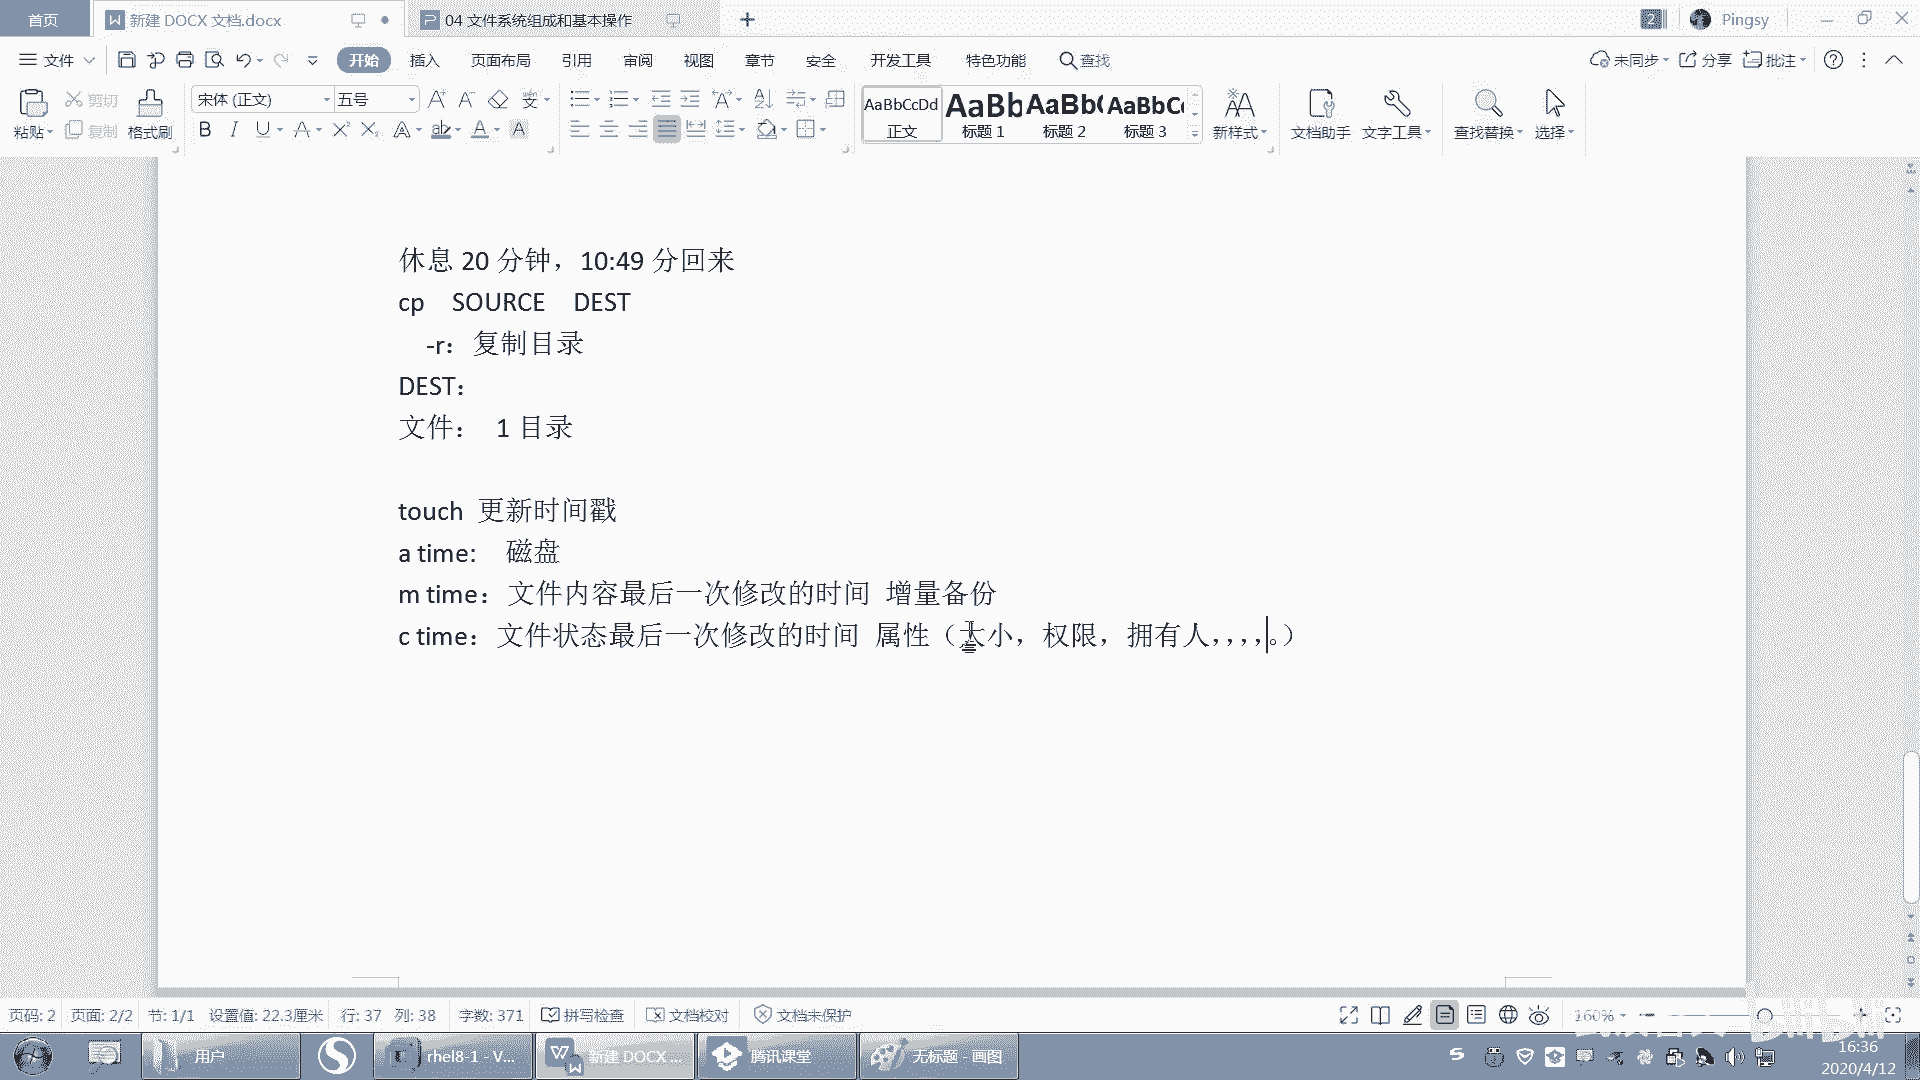 首页
新建 DOCX 文档.docx
04 文件系统组成和基本操作
2
Pingsy
文件
开始
插入
页面布局
引用
审阅
视图
章节
安全
开发工具
特色功能
查找
未同步
分享
批注
粘贴
剪切
复制
格式刷
宋体 (正文)
五号
AaBbCcDd
正文
AaBb
标题 1
AaBb(
标题 2
AaBbC
标题 3
新样式
文档助手
文字工具
查找替换
选择
休息 20 分钟，10:49 分回来
cp SOURCE DEST
-r：复制目录
DEST：
文件： 1 目录
touch 更新时间戳
a time: 磁盘
m time：文件内容最后一次修改的时间 增量备份
c time：文件状态最后一次修改的时间 属性（大小，权限，拥有人，，，，。）
页码: 2
页面: 2/2
节: 1/1
设置值: 22.3厘米
行: 37
列: 38
字数: 371
拼写检查
文档校对
文档未保护
160%
用户
rhel8-1 - V...
新建 DOCX ...
腾讯课堂
无标题 - 画图
16:36
2020/4/12